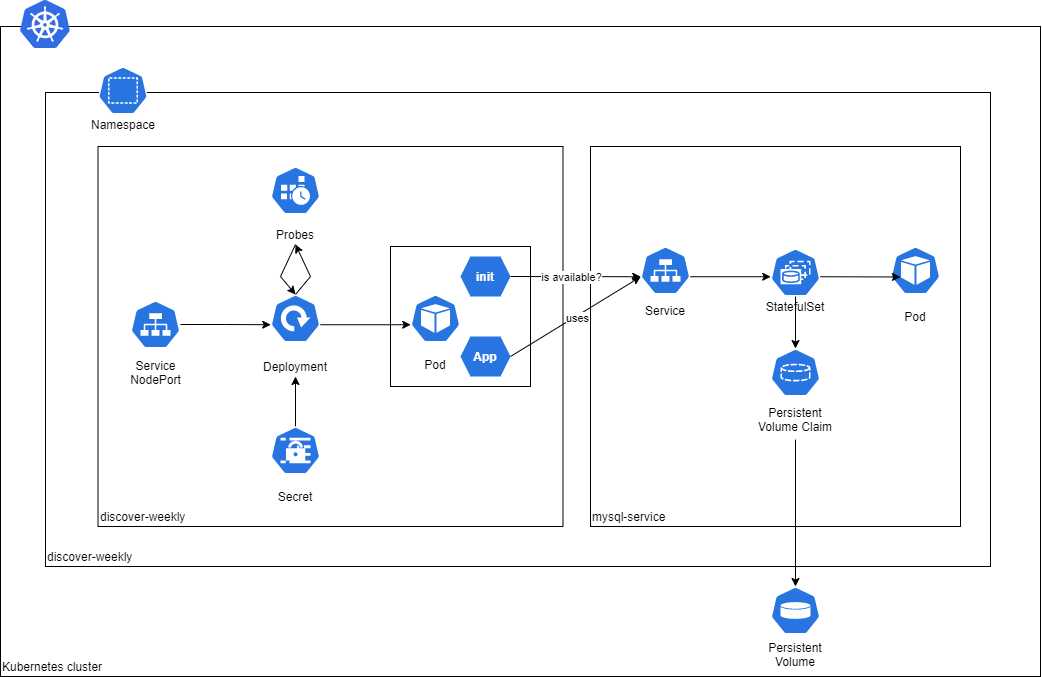 Namespace
Probes
init
is available?
Service
StatefulSet
Pod
Service
NodePort
Deployment
Pod
App
uses
Persistent
Volume Claim
Secret
discover-weekly
mysql-service
discover-weekly
Persistent
Volume
Kubernetes cluster